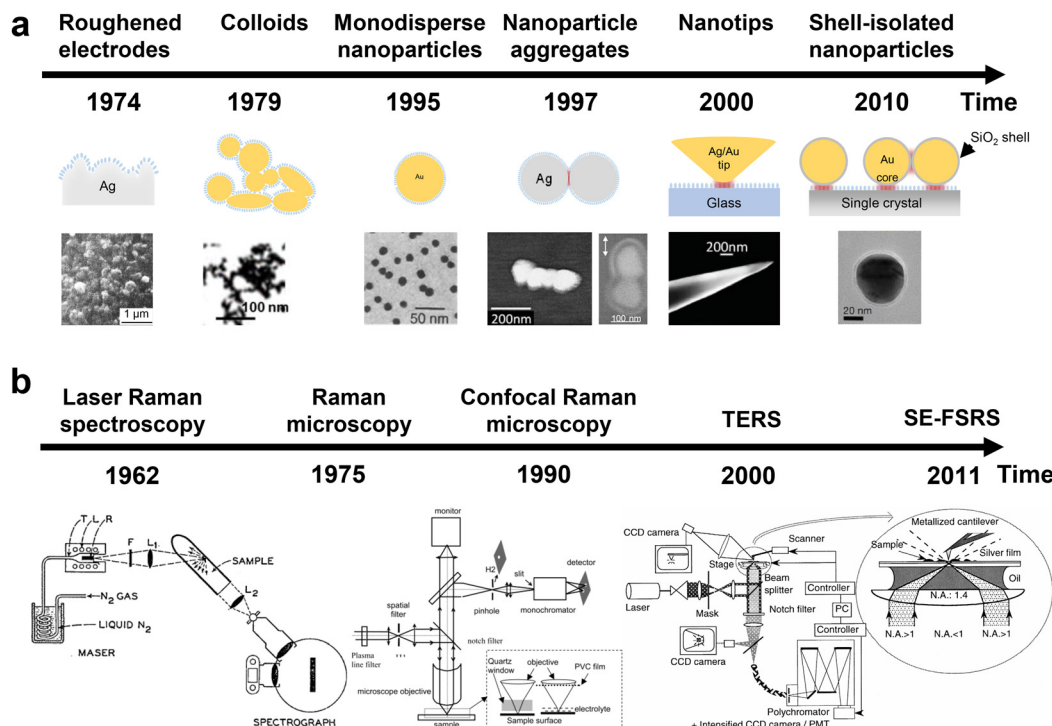 a
Roughened
electrodes
Colloids
Monodisperse
nanoparticles
Nanoparticle
aggregates
Nanotips
Shell-isolated
nanoparticles
1974
1979
1995
1997
2000
2010
Time
Ag
Au
Ag
Ag/Au
tip
Glass
Au
core
SiO2 shell
Single crystal
1 μm
100 nm
50 nm
200nm
100 nm
200nm
20 nm
b
Laser Raman
spectroscopy
Raman
microscopy
Confocal Raman
microscopy
TERS
SE-FSRS
1962
1975
1990
2000
2011
Time
T L R
F
L1
SAMPLE
L2
N2 GAS
LIQUID N2
MASER
SPECTROGRAPH
monitor
H2
slit
detector
pinhole
monochromator
spatial
filter
Plasma
line filter
notch filter
microscope objective
sample
Quartz
window
objective
PVC film
electrolyte
Sample surface
CCD camera
Scanner
Stage
Beam
splitter
Laser
Mask
Notch filter
Controller
PC
Controller
CCD camera
Polychromator
+ Intensified CCD camera / PMT
Metallized cantilever
Sample
Silver film
Oil
N.A.: 1.4
N.A.>1
N.A.<1
N.A.>1